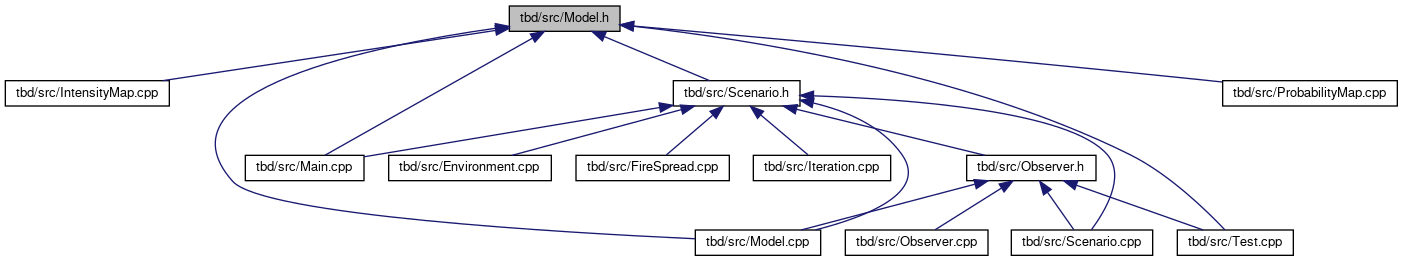 tbd/src/Model.h
tbd/src/IntensityMap.cpp
tbd/src/Scenario.h
tbd/src/ProbabilityMap.cpp
tbd/src/Main.cpp
tbd/src/Environment.cpp
tbd/src/FireSpread.cpp
tbd/src/Iteration.cpp
tbd/src/Observer.h
tbd/src/Model.cpp
tbd/src/Observer.cpp
tbd/src/Scenario.cpp
tbd/src/Test.cpp